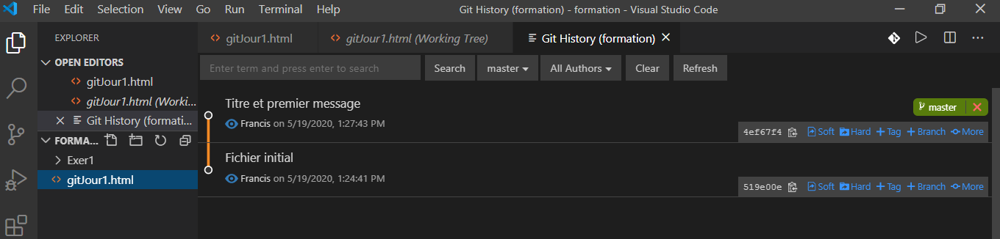 File Edit Selection View Go Run Terminal Help Git History (formation) - formation - Visual Studio Code
EXPLORER
gitJour1.html
gitJour1.html (Working Tree)
Git History (formation)
OPEN EDITORS
gitJour1.html
gitJour1.html (Worki...
Git History (formati...
FORMA...
Exer1
gitJour1.html
Enter term and press enter to search Search master All Authors Clear Refresh
Titre et premier message
master
Francis on 5/19/2020, 1:27:43 PM
4ef67f4 Soft Hard +Tag +Branch More
Fichier initial
Francis on 5/19/2020, 1:24:41 PM
519e00e Soft Hard +Tag +Branch More